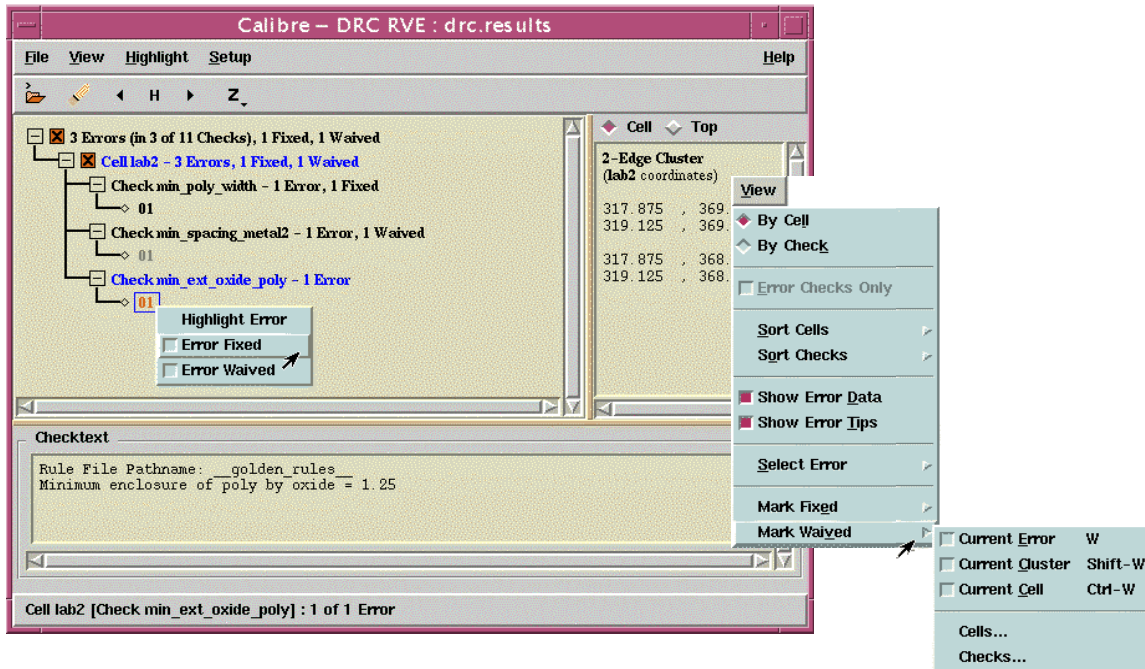 Calibre – DRC RVE : drc.results
File View Highlight Setup Help
H Z
3 Errors (in 3 of 11 Checks), 1 Fixed, 1 Waived
Cell lab2 – 3 Errors, 1 Fixed, 1 Waived
Check min_poly_width – 1 Error, 1 Fixed
01
Check min_spacing_metal2 – 1 Error, 1 Waived
01
Check min_ext_oxide_poly – 1 Error
01
Highlight Error
Error Fixed
Error Waived
Cell Top
2-Edge Cluster
(lab2 coordinates)
317.875 , 369.
319.125 , 369.
317.875 , 368.
319.125 , 368.
View
By Cell
By Check
Error Checks Only
Sort Cells
Sort Checks
Show Error Data
Show Error Tips
Select Error
Mark Fixed
Mark Waived
Current Error W
Current Cluster Shift-W
Current Cell Ctrl-W
Cells...
Checks...
Checktext
Rule File Pathname: __golden_rules__
Minimum enclosure of poly by oxide = 1.25
Cell lab2 [Check min_ext_oxide_poly] : 1 of 1 Error